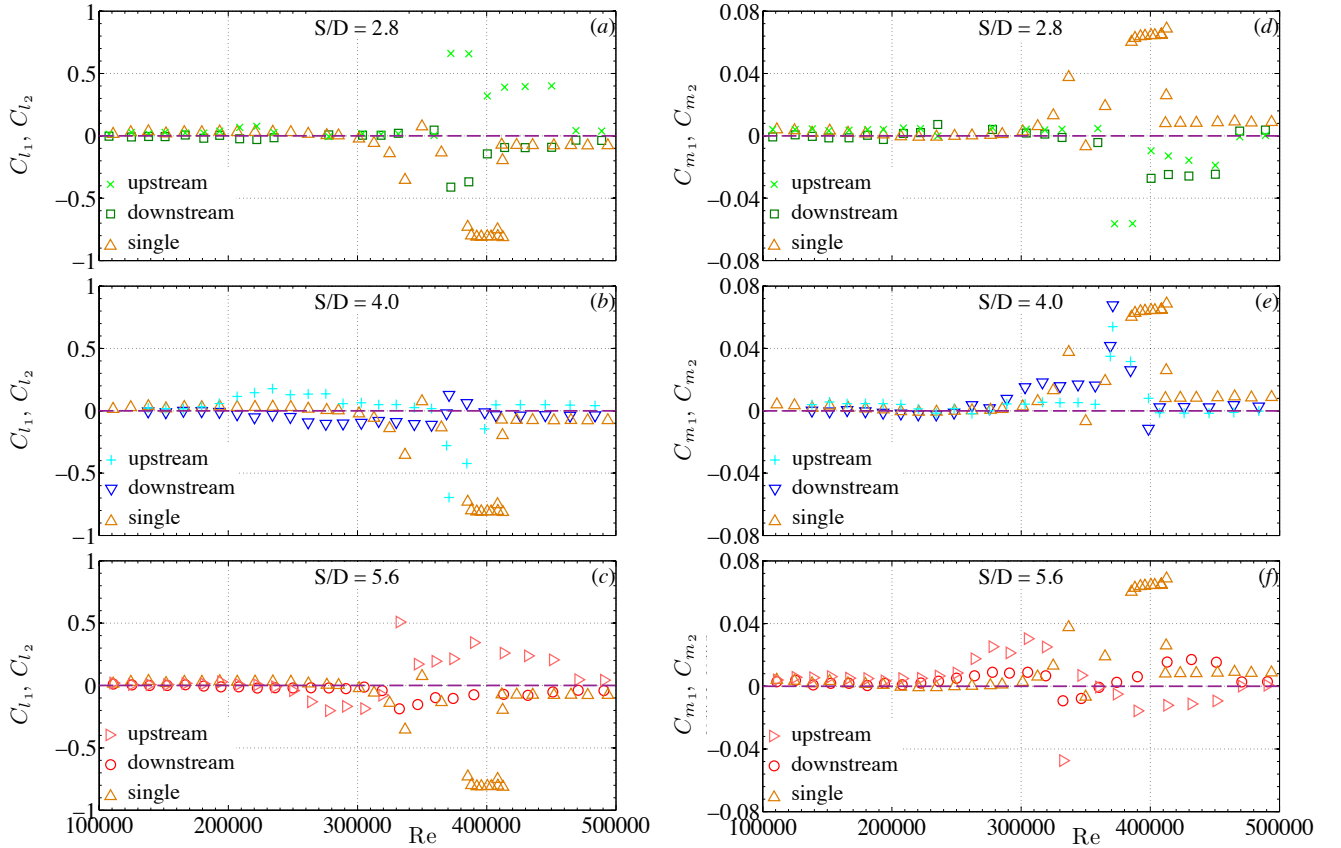 1
S/D = 2.8
(a)
0.5
0
−0.5
−1
C_{l_1}, C_{l_2}
upstream
downstream
single
0.08
S/D = 2.8
(d)
0.04
0
−0.04
−0.08
C_{m_1}, C_{m_2}
upstream
downstream
single
1
S/D = 4.0
(b)
0.5
0
−0.5
−1
C_{l_1}, C_{l_2}
upstream
downstream
single
0.08
S/D = 4.0
(e)
0.04
0
−0.04
−0.08
C_{m_1}, C_{m_2}
upstream
downstream
single
1
S/D = 5.6
(c)
0.5
0
−0.5
−1
C_{l_1}, C_{l_2}
upstream
downstream
single
100000 200000 300000 400000 500000
Re
0.08
S/D = 5.6
(f)
0.04
0
−0.04
−0.08
C_{m_1}, C_{m_2}
upstream
downstream
single
100000 200000 300000 400000 500000
Re